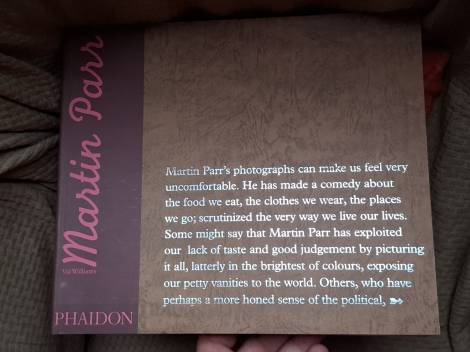 Martin Parr
Val Williams
PHAIDON
Martin Parr's photographs can make us feel very
uncomfortable. He has made a comedy about
the food we eat, the clothes we wear, the places
we go; scrutinized the very way we live our lives.
Some might say that Martin Parr has exploited
our lack of taste and good judgement by picturing
it all, latterly in the brightest of colours, exposing
our petty vanities to the world. Others, who have
perhaps a more honed sense of the political,